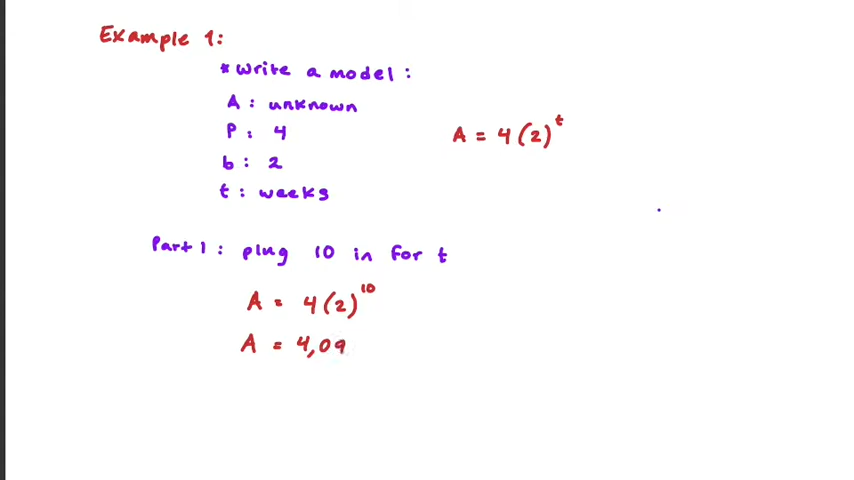 Example 1:
*write a model:
A: unknown
P: 4
b: 2
t: weeks
A = 4(2)^t
Part 1: plug 10 in for t
A = 4(2)^10
A = 4,09